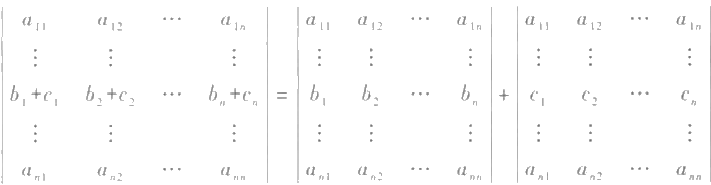 | a₁₁ a₁₂ ⋯ a₁ₙ | | a₁₁ a₁₂ ⋯ a₁ₙ | | a₁₁ a₁₂ ⋯ a₁ₙ |
| ⋮ ⋮ ⋮ | | ⋮ ⋮ ⋮ | | ⋮ ⋮ ⋮ |
| b₁+c₁ b₂+c₂ ⋯ bₙ+cₙ | = | b₁ b₂ ⋯ bₙ | + | c₁ c₂ ⋯ cₙ |
| ⋮ ⋮ ⋮ | | ⋮ ⋮ ⋮ | | ⋮ ⋮ ⋮ |
| aₙ₁ aₙ₂ ⋯ aₙₙ | | aₙ₁ aₙ₂ ⋯ aₙₙ | | aₙ₁ aₙ₂ ⋯ aₙₙ |